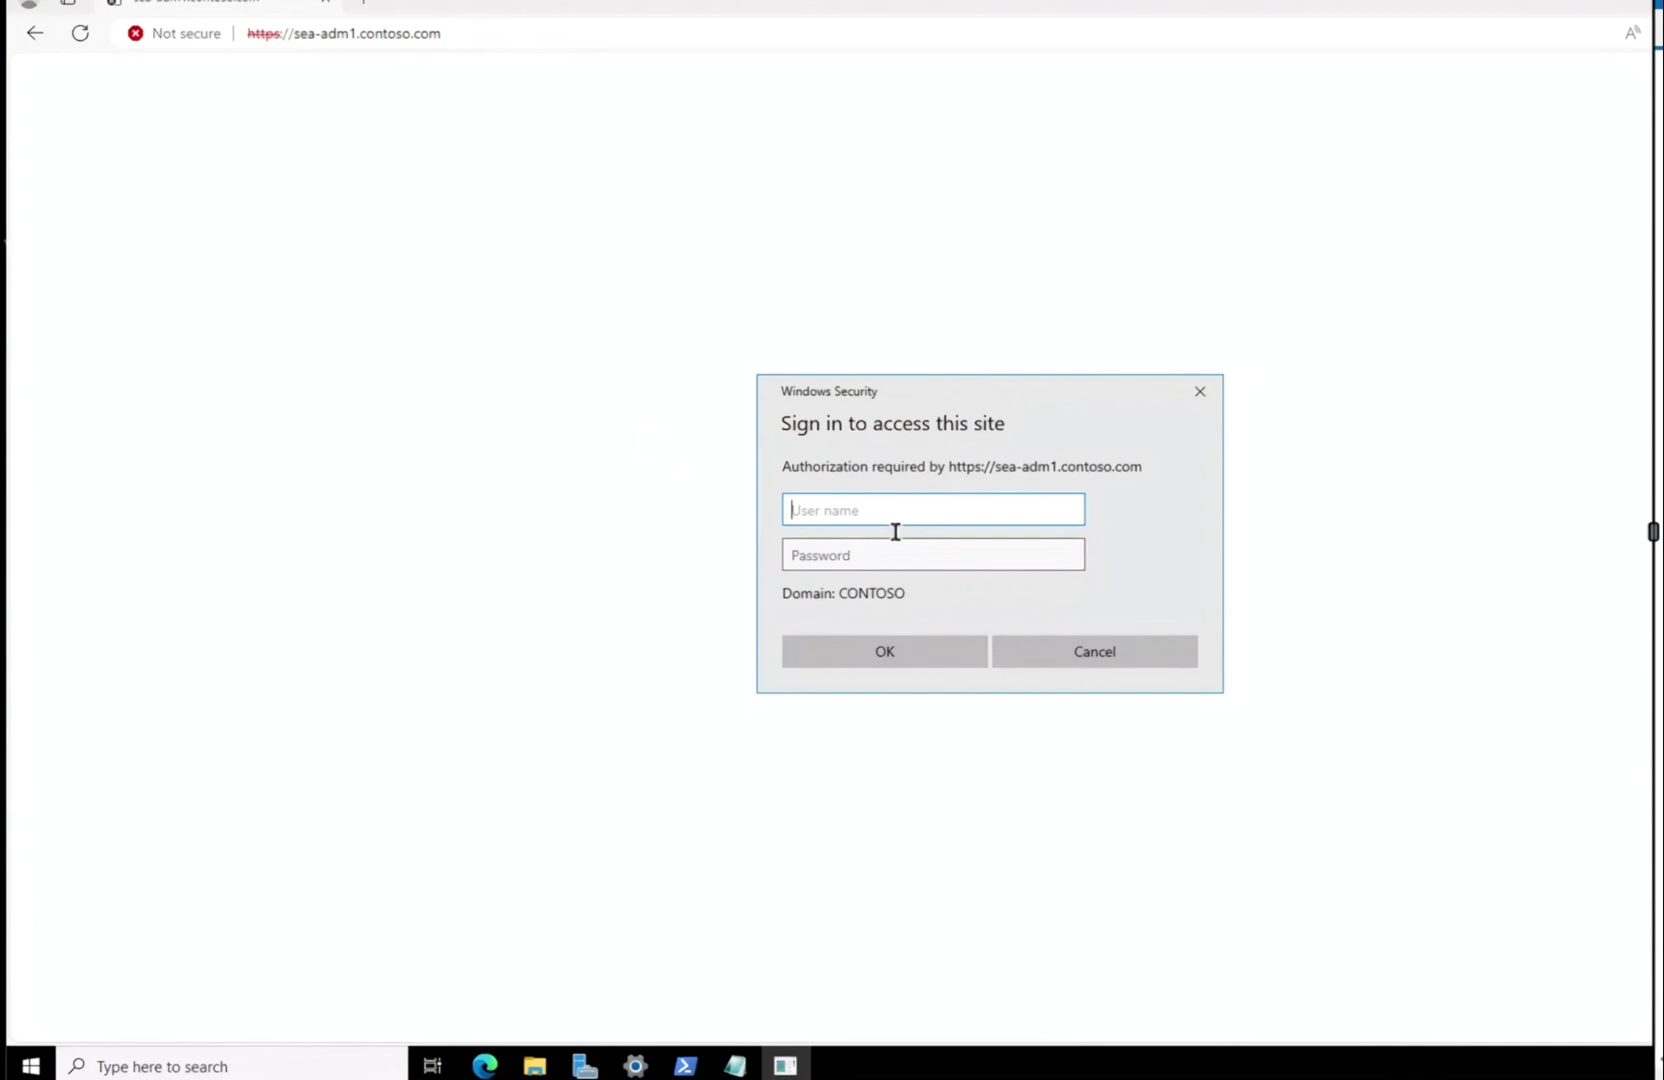 Not secure | https://sea-adm1.contoso.com
A
Windows Security
Sign in to access this site
Authorization required by https://sea-adm1.contoso.com
User name
Password
Domain: CONTOSO
OK
Cancel
Type here to search